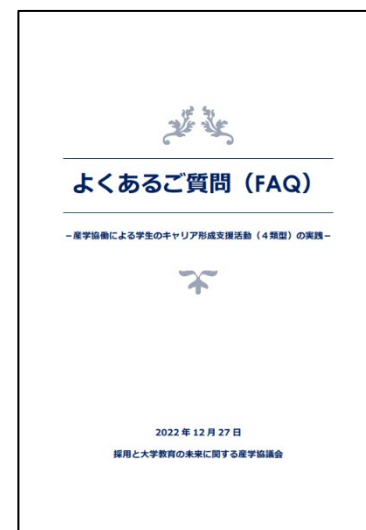 よくあるご質問（FAQ）
－産学協働による学生のキャリア形成支援活動（４類型）の実践－
2022 年 12 月 27 日
採用と大学教育の未来に関する産学協議会